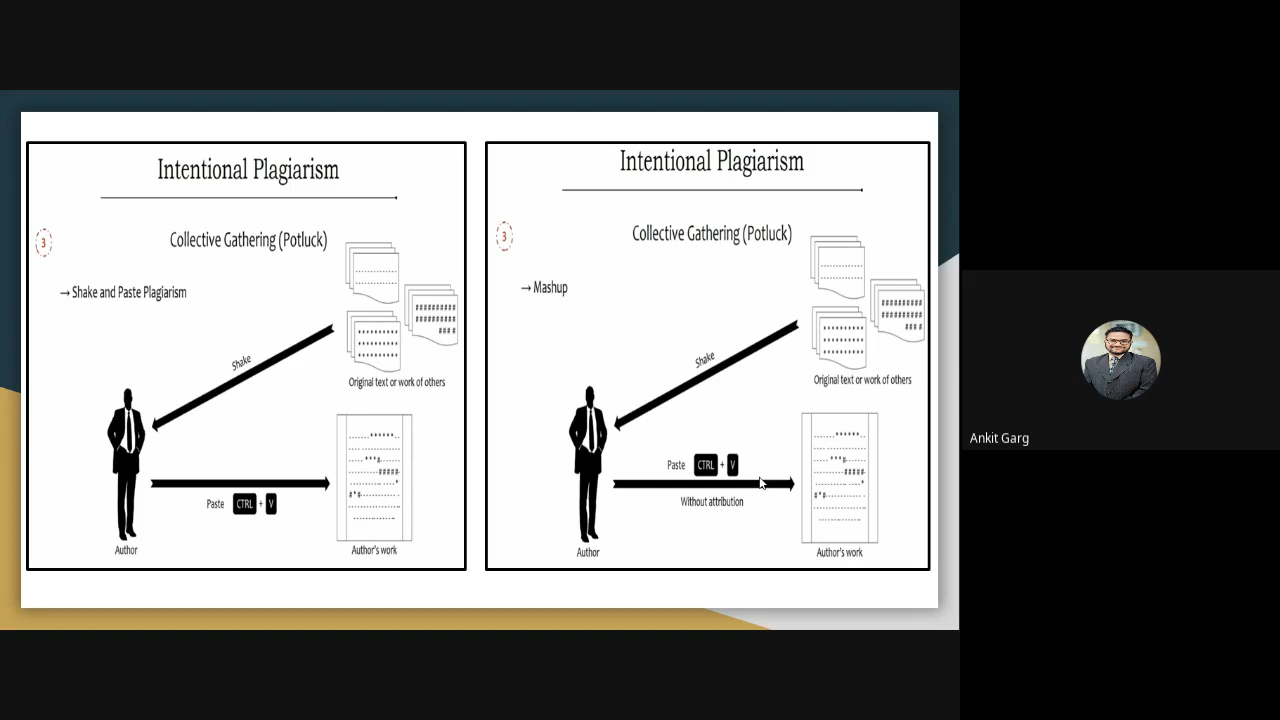 Intentional Plagiarism
3
Collective Gathering (Potluck)
→ Shake and Paste Plagiarism
Shake
Original text or work of others
Paste CTRL + V
Author
Author's work
Intentional Plagiarism
3
Collective Gathering (Potluck)
→ Mashup
Shake
Original text or work of others
Paste CTRL + V
Without attribution
Author
Author's work
Ankit Garg